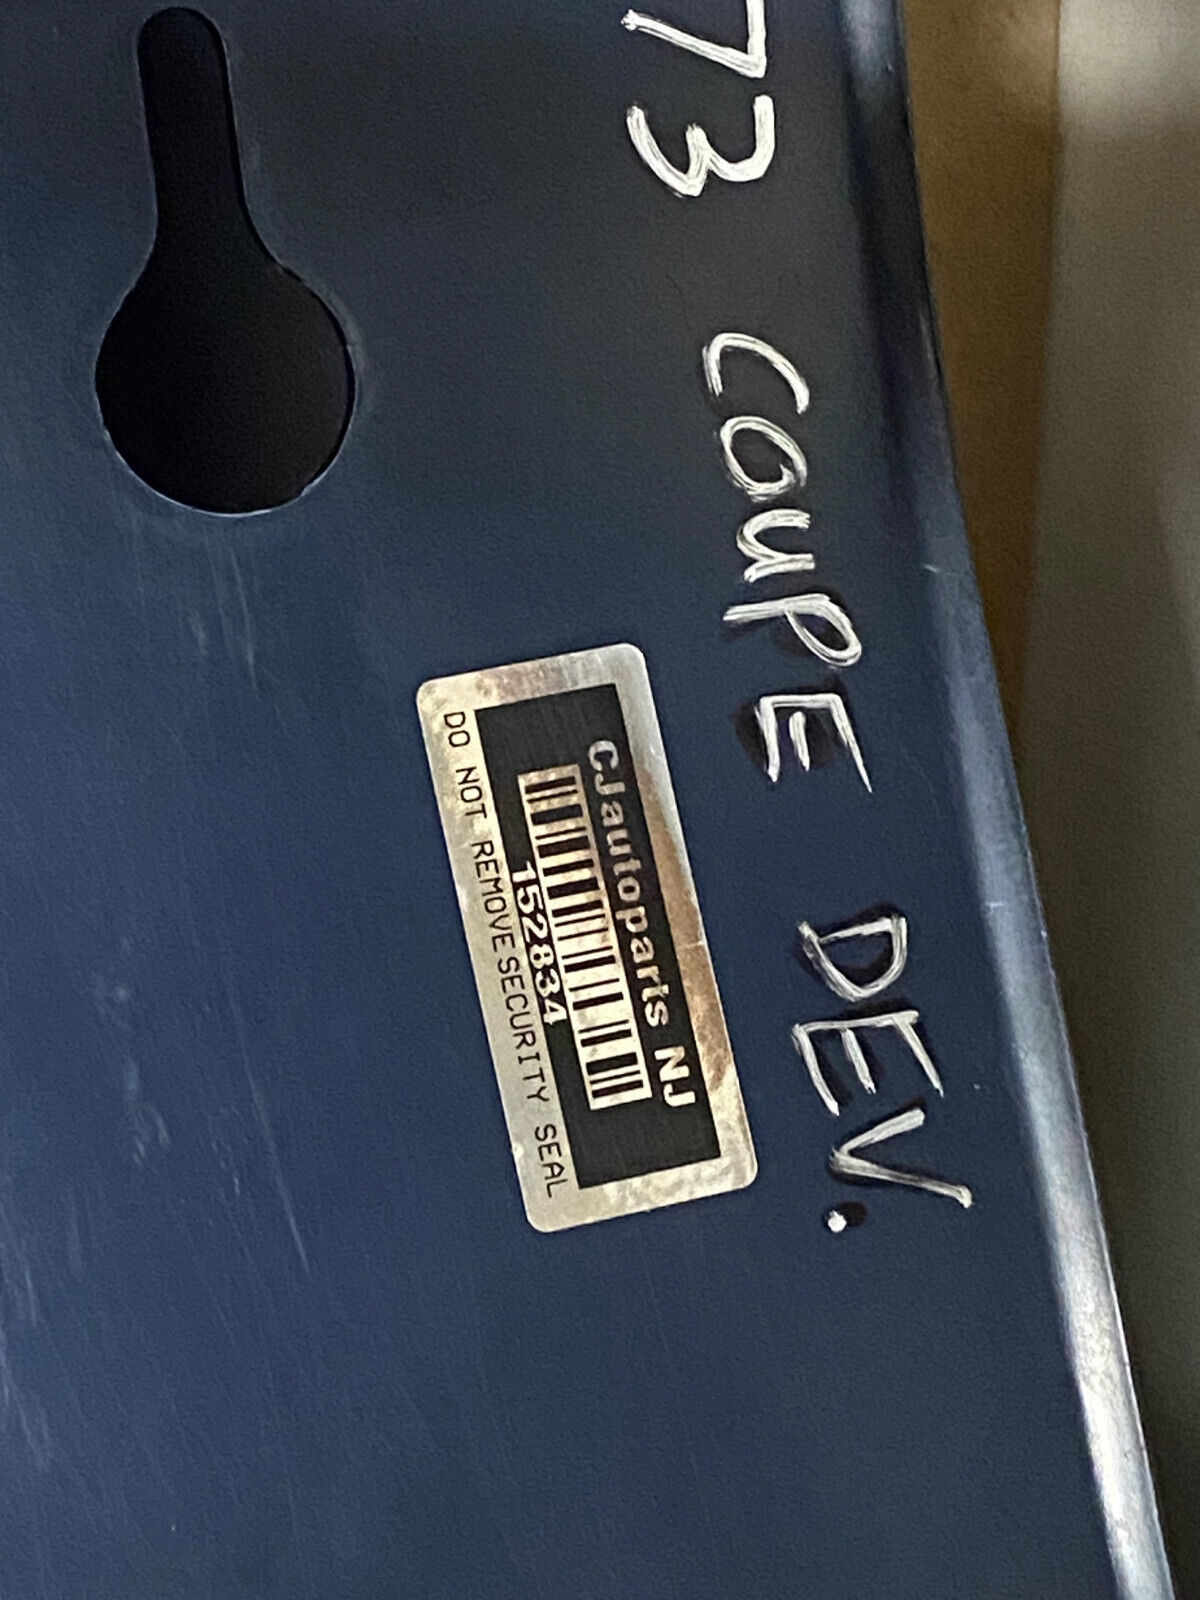 73 COUPE DEV.
CJautoparts NJ
152834
DO NOT REMOVE SECURITY SEAL